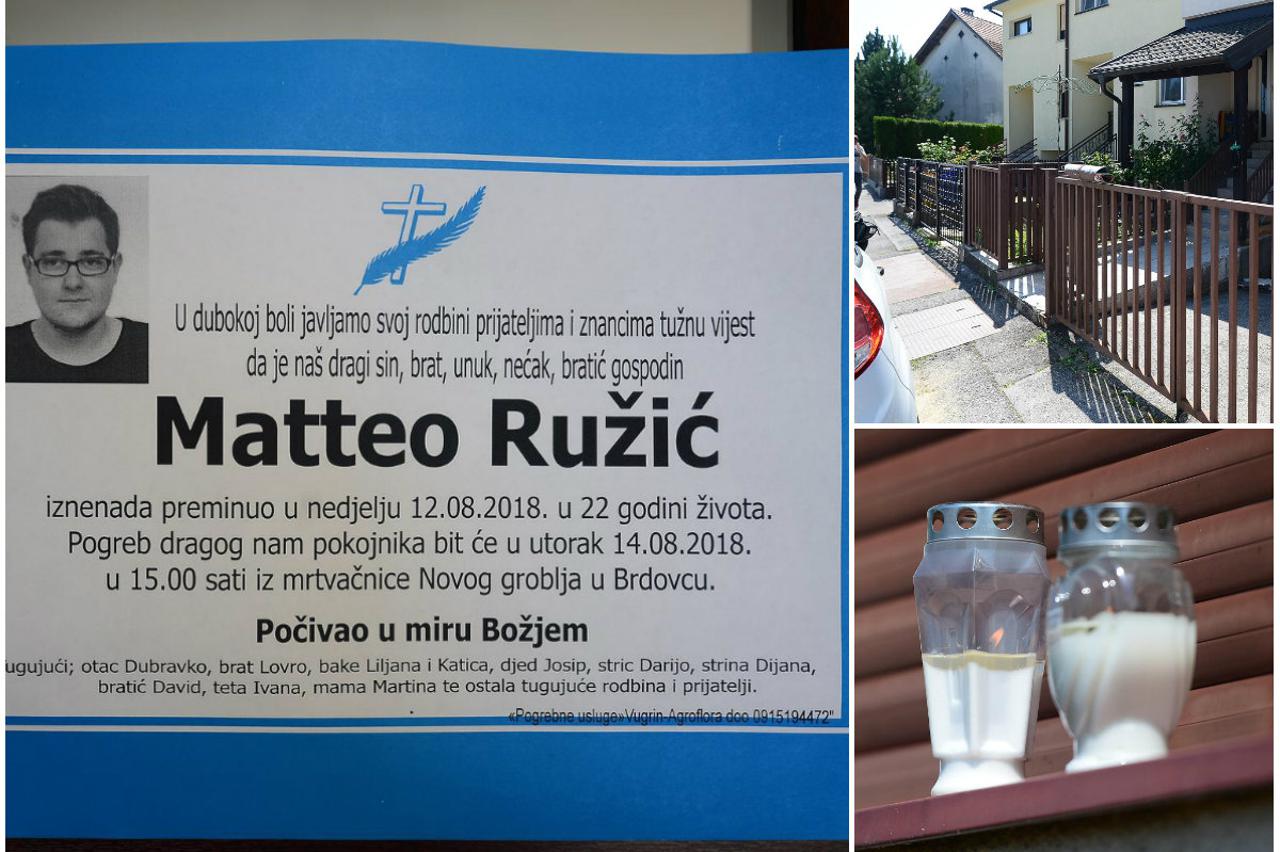 U dubokoj boli javljamo svoj rodbini prijateljima i znancima tužnu vijest
da je naš dragi sin, brat, unuk, nećak, bratić gospodin
Matteo Ružić
iznenada preminuo u nedjelju 12.08.2018. u 22 godini života.
Pogreb dragog nam pokojnika bit će u utorak 14.08.2018.
u 15.00 sati iz mrtvačnice Novog groblja u Brdovcu.
Počivao u miru Božjem
ugujući; otac Dubravko, brat Lovro, bake Liljana i Katica, djed Josip, stric Darijo, strina Dijana,
bratić David, teta Ivana, mama Martina te ostala tugujuće rodbina i prijatelji.
«Pogrebne usluge»Vugrin-Agroflora doo 0915194472"